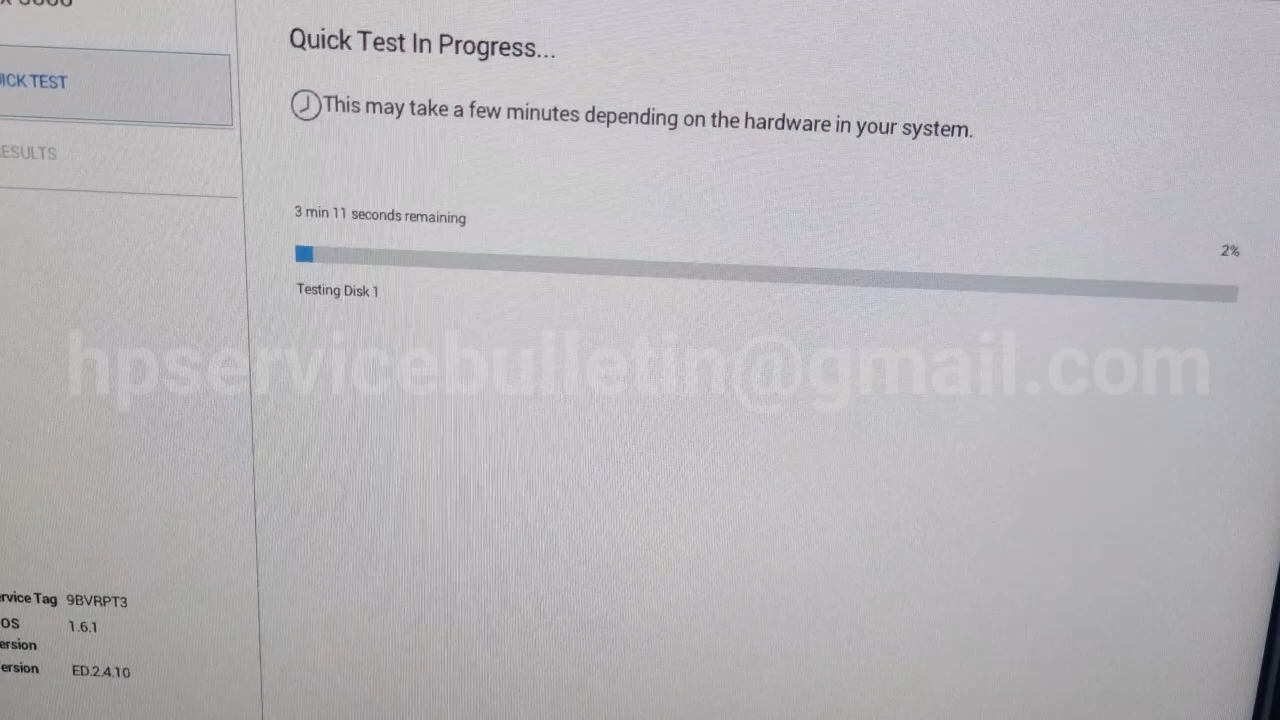 Quick Test In Progress...
ICK TEST
This may take a few minutes depending on the hardware in your system.
ESULTS
3 min 11 seconds remaining
2%
Testing Disk 1
hpservicebulletin@gmail.com
rvice Tag 9BVRPT3
OS 1.6.1
ersion
ersion ED.2.4.10